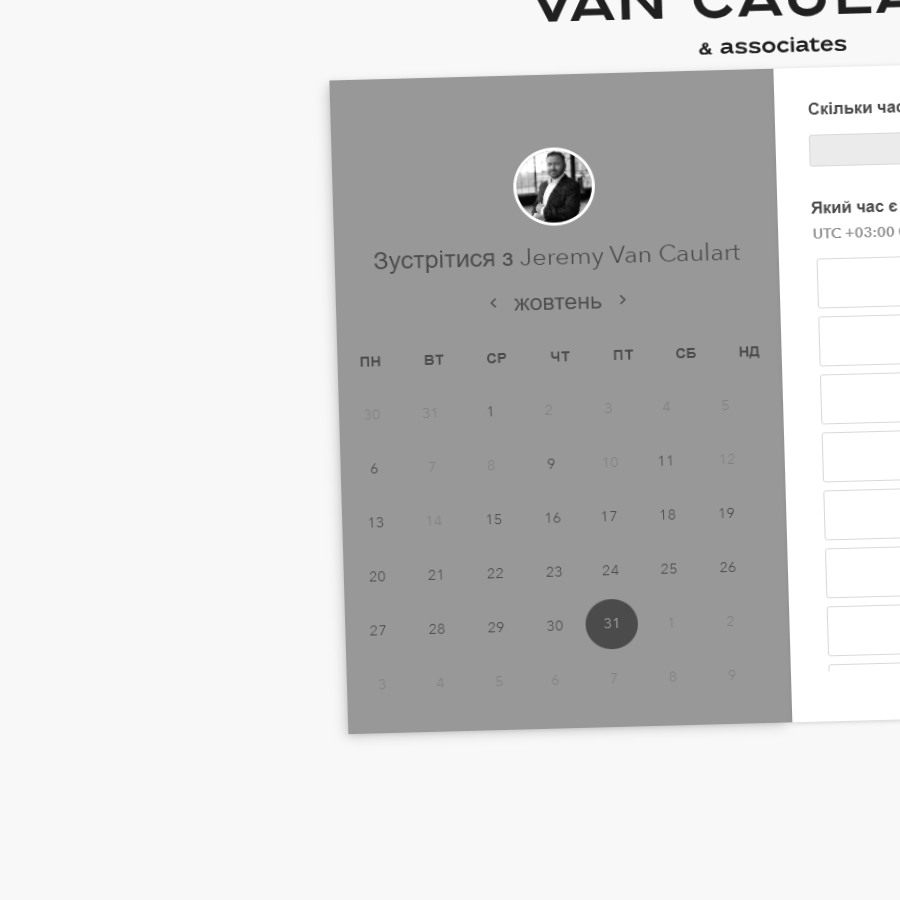 VAN CAULA
& associates
Зустрітися з Jeremy Van Caulart
жовтень
ПН ВТ СР ЧТ ПТ СБ НД
30 31 1 2 3 4 5
6 7 8 9 10 11 12
13 14 15 16 17 18 19
20 21 22 23 24 25 26
27 28 29 30 31 1 2
3 4 5 6 7 8 9
Скільки час
Який час є
UTC +03:00